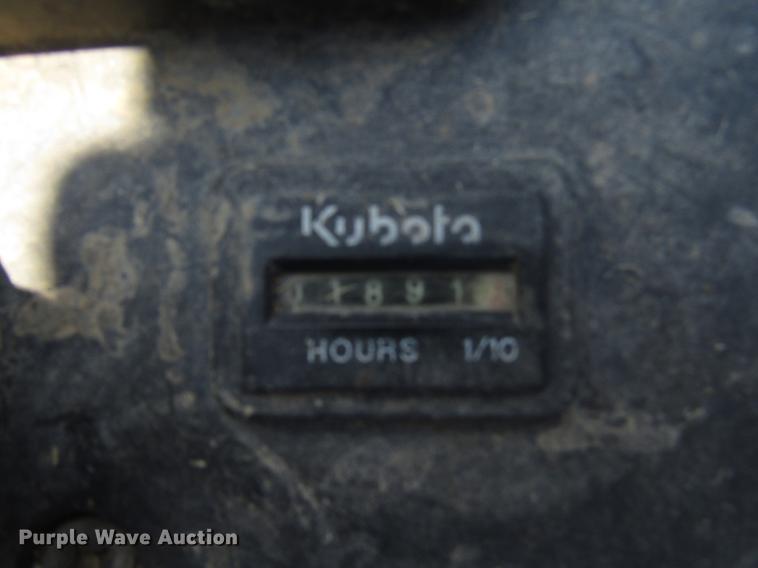 Kubota
01891
HOURS 1/10
Purple Wave Auction®